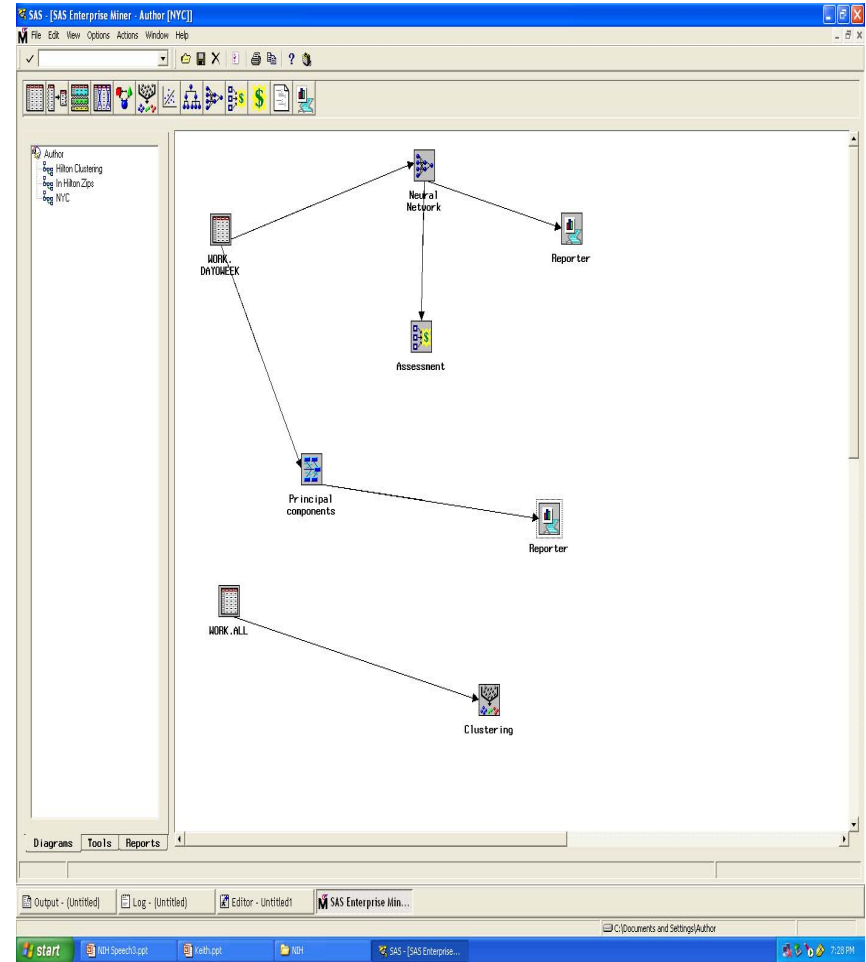 SAS - [SAS Enterprise Miner - Author [NYC]]
File Edit View Options Actions Window Help
Author
Hilton Clustering
In Hilton Zips
NYC
Neural
Network
WORK.
DAYOWEEK
Reporter
Assessment
Principal
components
Reporter
WORK.ALL
Clustering
Diagrams Tools Reports
Output - (Untitled) Log - (Untitled) Editor - Untitled1 SAS Enterprise Min...
C:\Documents and Settings\Author
start NIH Speech3.ppt Keith.ppt NIH SAS - [SAS Enterprise... 7:28 PM